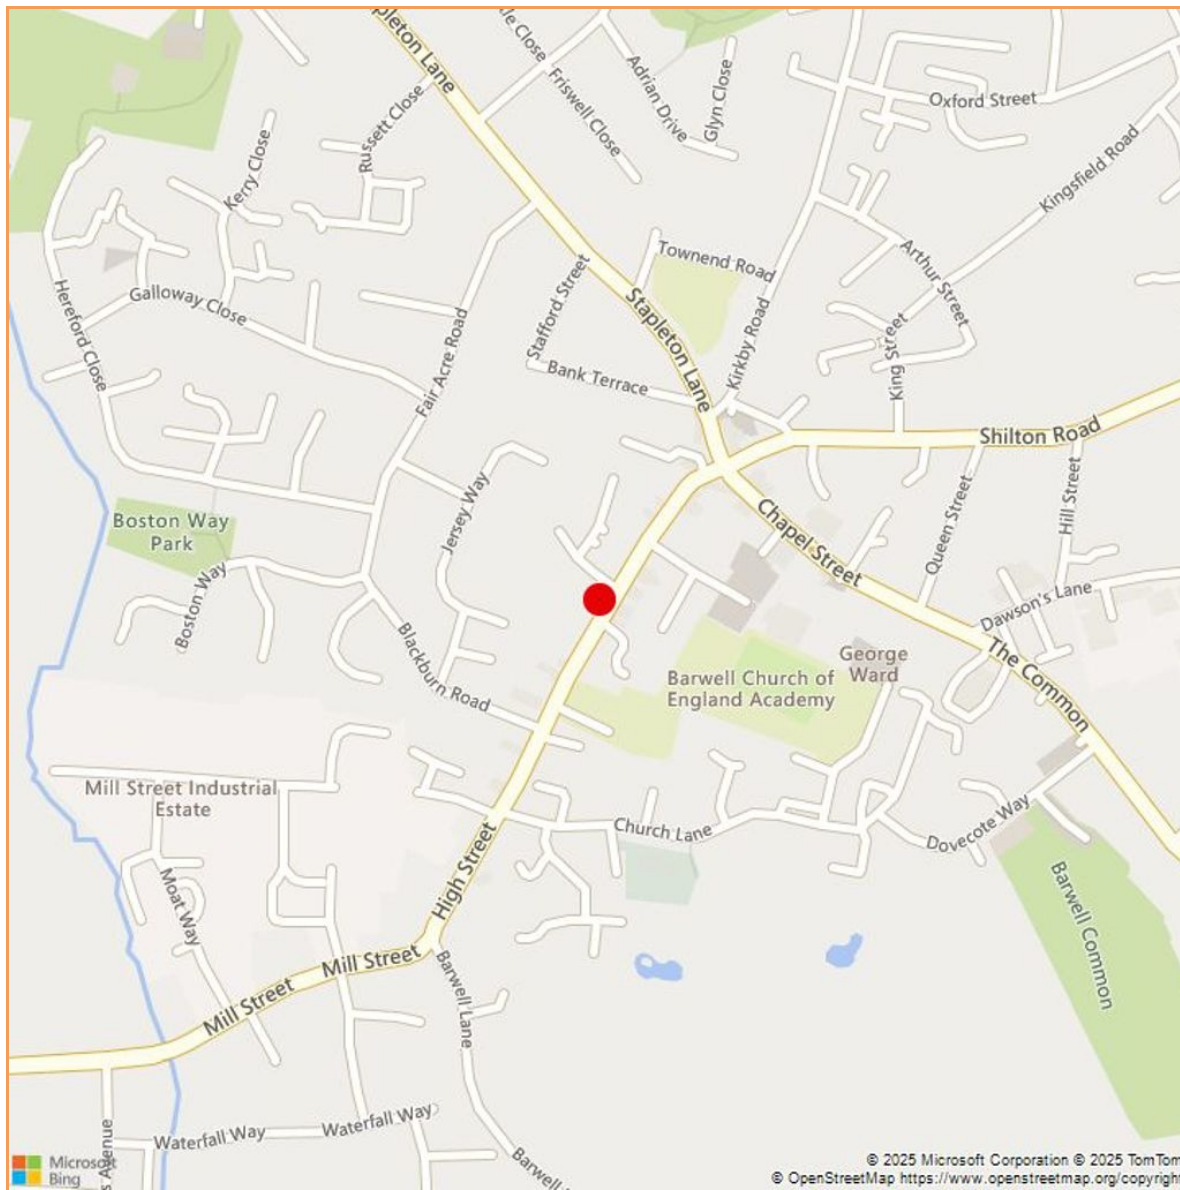 pleton Lane
kle Close
Friswell Close
Adrian Drive
Glyn Close
Oxford Street
Russett Close
Kerry Close
Kingsfield Road
Townend Road
Arthur Street
Hereford Close
Galloway Close
Stafford Street
Stapleton Lane
Kirkby Road
Fair Acre Road
Bank Terrace
King Street
Shilton Road
Boston Way
Park
Jersey Way
Chapel Street
Queen Street
Hill Street
Boston Way
Blackburn Road
Dawson's Lane
The Common
Barwell Church of
England Academy
George
Ward
Mill Street Industrial
Estate
Church Lane
Dovecote Way
High Street
Moat Way
Barwell Common
Mill Street
Mill Street
Barwell Lane
Waterfall Way
Waterfall Way
s Avenue
Barwell
Microsoft
Bing
© 2025 Microsoft Corporation © 2025 TomTom
© OpenStreetMap https://www.openstreetmap.org/copyright